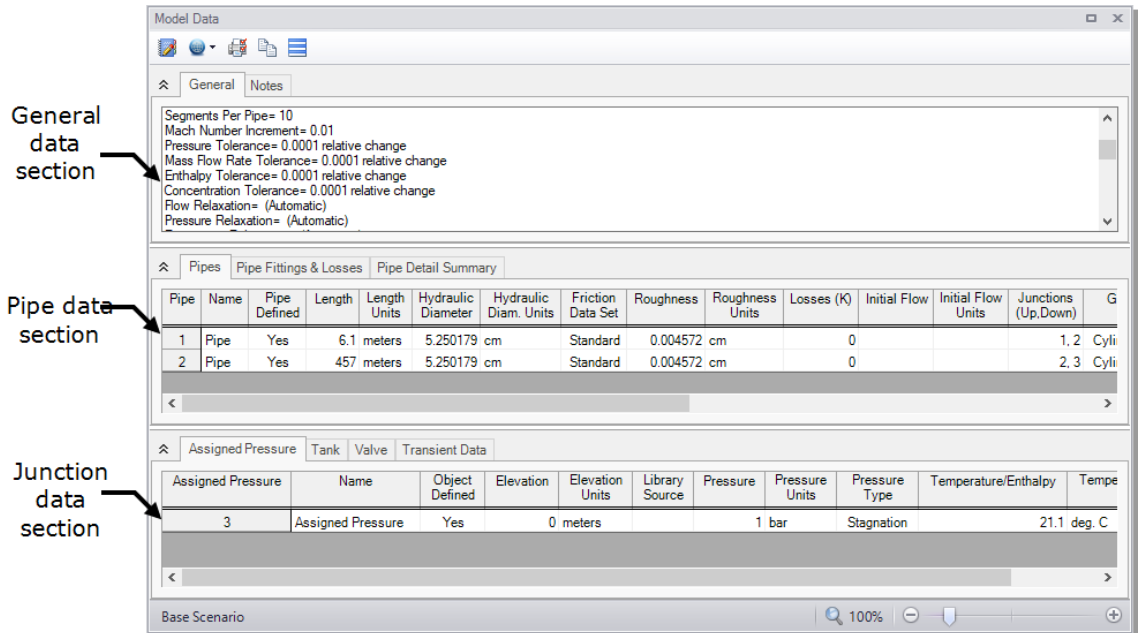 Model Data
General Notes
General
data
section
Segments Per Pipe= 10
Mach Number Increment= 0.01
Pressure Tolerance= 0.0001 relative change
Mass Flow Rate Tolerance= 0.0001 relative change
Enthalpy Tolerance= 0.0001 relative change
Concentration Tolerance= 0.0001 relative change
Flow Relaxation= (Automatic)
Pressure Relaxation= (Automatic)
Pipes Pipe Fittings & Losses Pipe Detail Summary
Pipe data
section
Pipe Name Pipe Defined Length Length Units Hydraulic Diameter Hydraulic Diam. Units Friction Data Set Roughness Roughness Units Losses (K) Initial Flow Initial Flow Units Junctions (Up,Down) G
1 Pipe Yes 6.1 meters 5.250179 cm Standard 0.004572 cm 0 1, 2 Cyli
2 Pipe Yes 457 meters 5.250179 cm Standard 0.004572 cm 0 2, 3 Cyli
Assigned Pressure Tank Valve Transient Data
Junction
data
section
Assigned Pressure Name Object Defined Elevation Elevation Units Library Source Pressure Pressure Units Pressure Type Temperature/Enthalpy Tempe
3 Assigned Pressure Yes 0 meters 1 bar Stagnation 21.1 deg. C
Base Scenario 100%